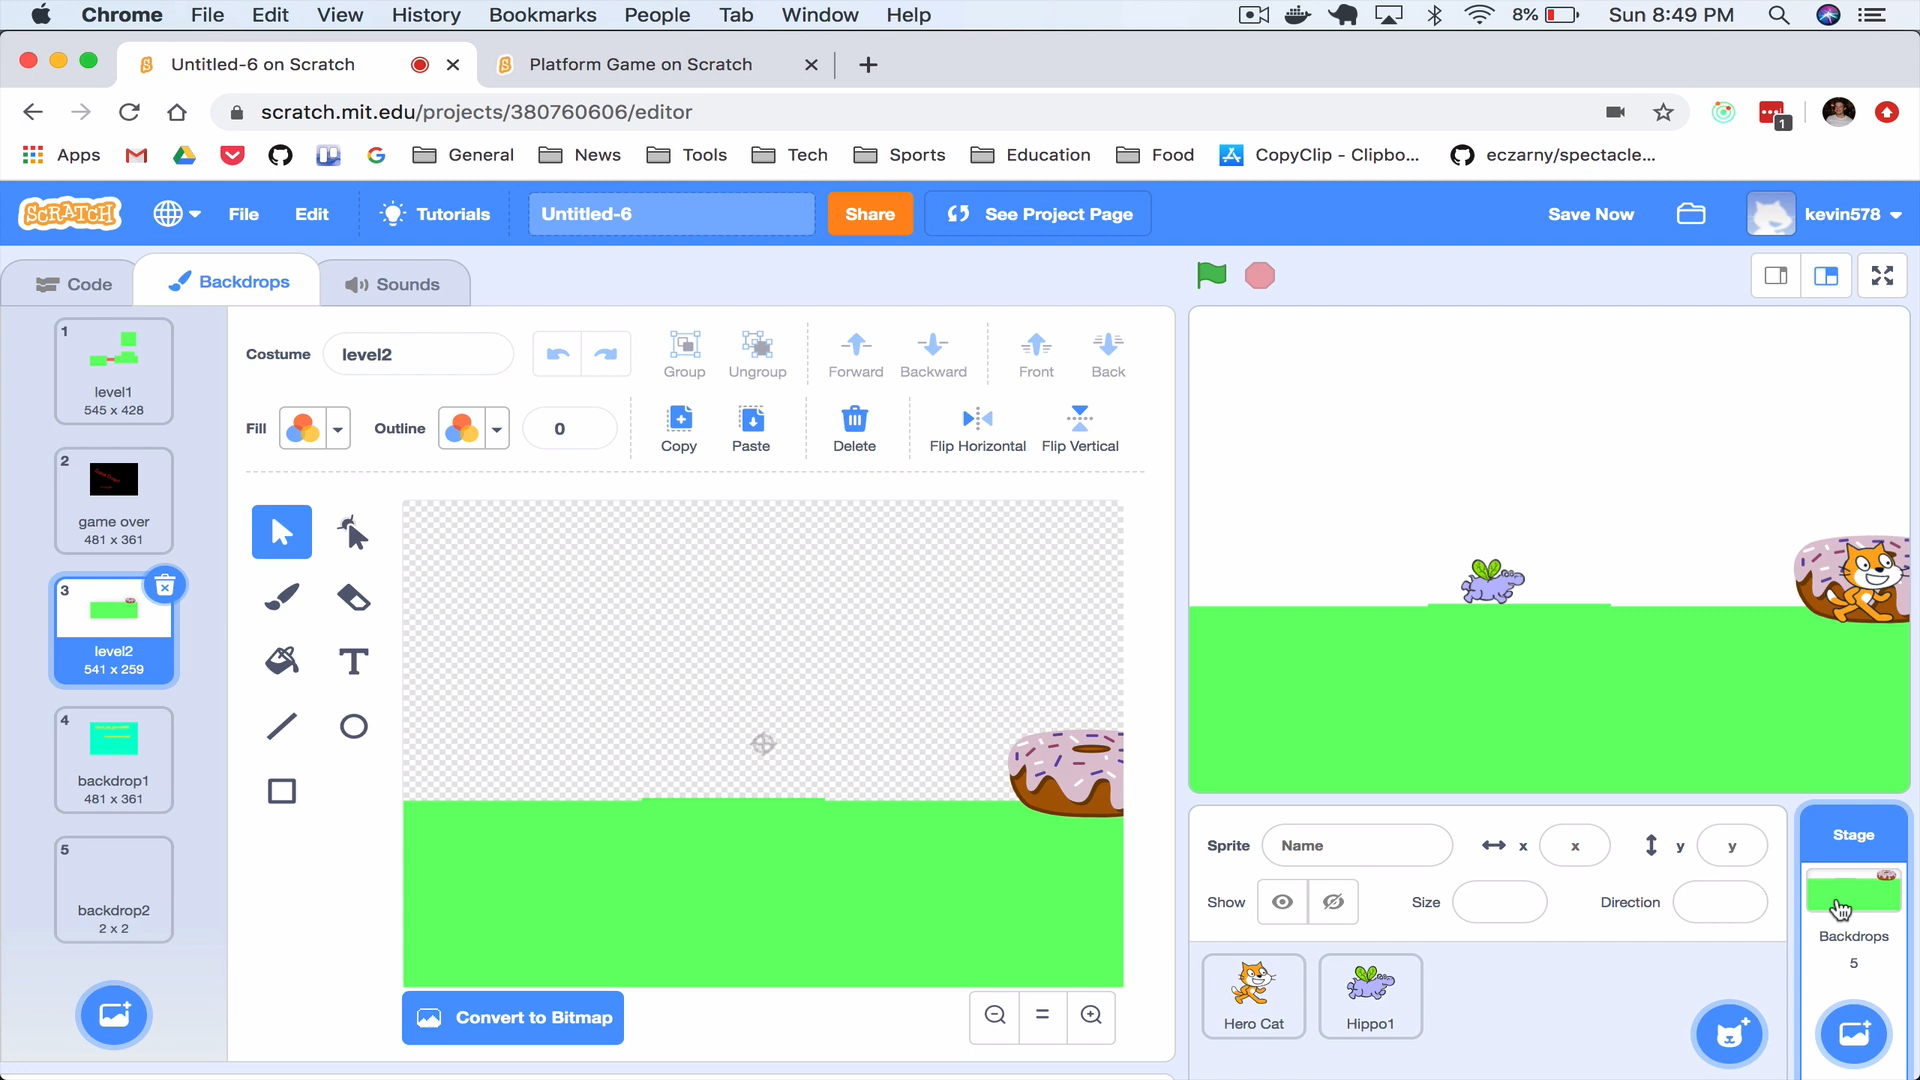 Chrome File Edit View History Bookmarks People Tab Window Help 8% Sun 8:49 PM
Untitled-6 on Scratch Platform Game on Scratch
scratch.mit.edu/projects/380760606/editor 1
Apps General News Tools Tech Sports Education Food CopyClip - Clipbo... eczarny/spectacle...
SCRATCH File Edit Tutorials Untitled-6 Share See Project Page Save Now kevin578
Code Backdrops Sounds
1
level1
545 x 428
2
game over
481 x 361
3
level2
541 x 259
4
backdrop1
481 x 361
5
backdrop2
2 x 2
Costume level2 Group Ungroup Forward Backward Front Back
Fill Outline 0 Copy Paste Delete Flip Horizontal Flip Vertical
T
Convert to Bitmap
Sprite Name x x y y
Show Size Direction
Hero Cat Hippo1
Stage
Backdrops
5